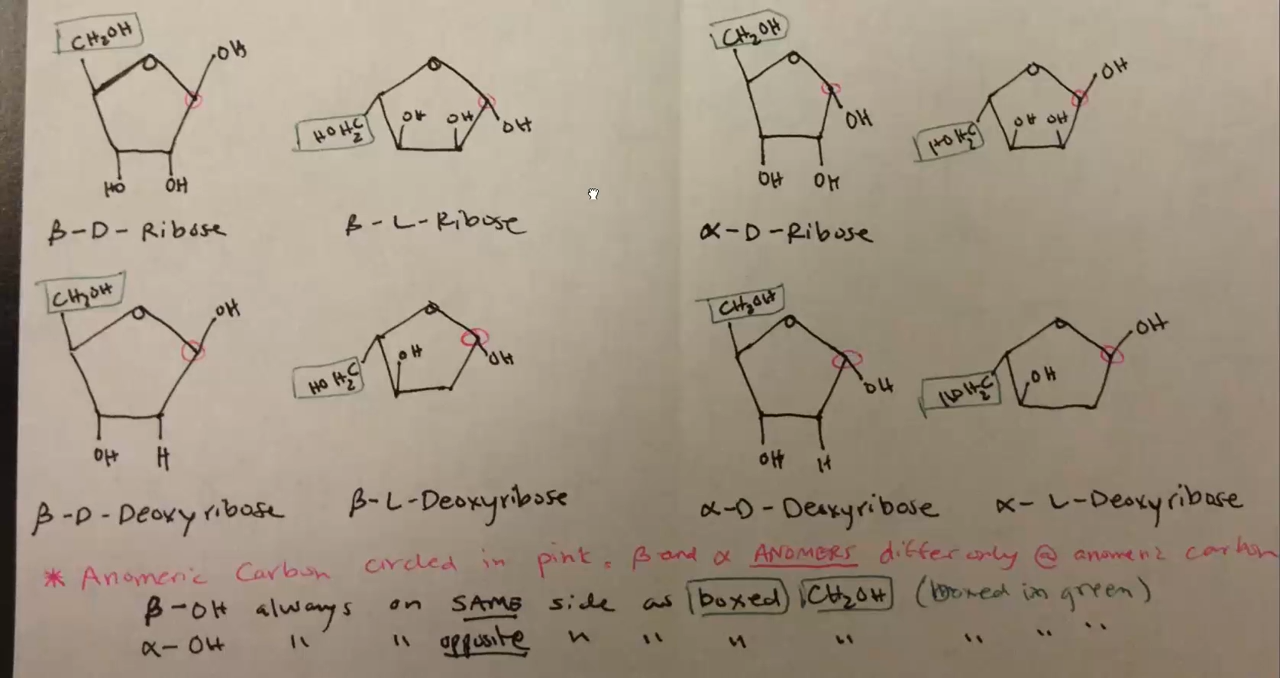 CH2OH
O
OH
HO
OH
β-D-Ribose
O
HOH2C
OH
OH
OH
β-L-Ribose
CH2OH
O
OH
OH
OH
α-D-Ribose
O
OH
HOH2C
OH
OH
CH2OH
O
OH
OH
H
β-D-Deoxyribose
O
HOH2C
OH
OH
β-L-Deoxyribose
CH2OH
O
OH
OH
H
α-D-Deoxyribose
O
OH
HOH2C
OH
α-L-Deoxyribose
* Anomeric Carbon circled in pink. β and α ANOMERS differ only @ anomeric carbon
β-OH always on SAME side as boxed CH2OH (boxed in green)
α-OH " " opposite " " " " " " "